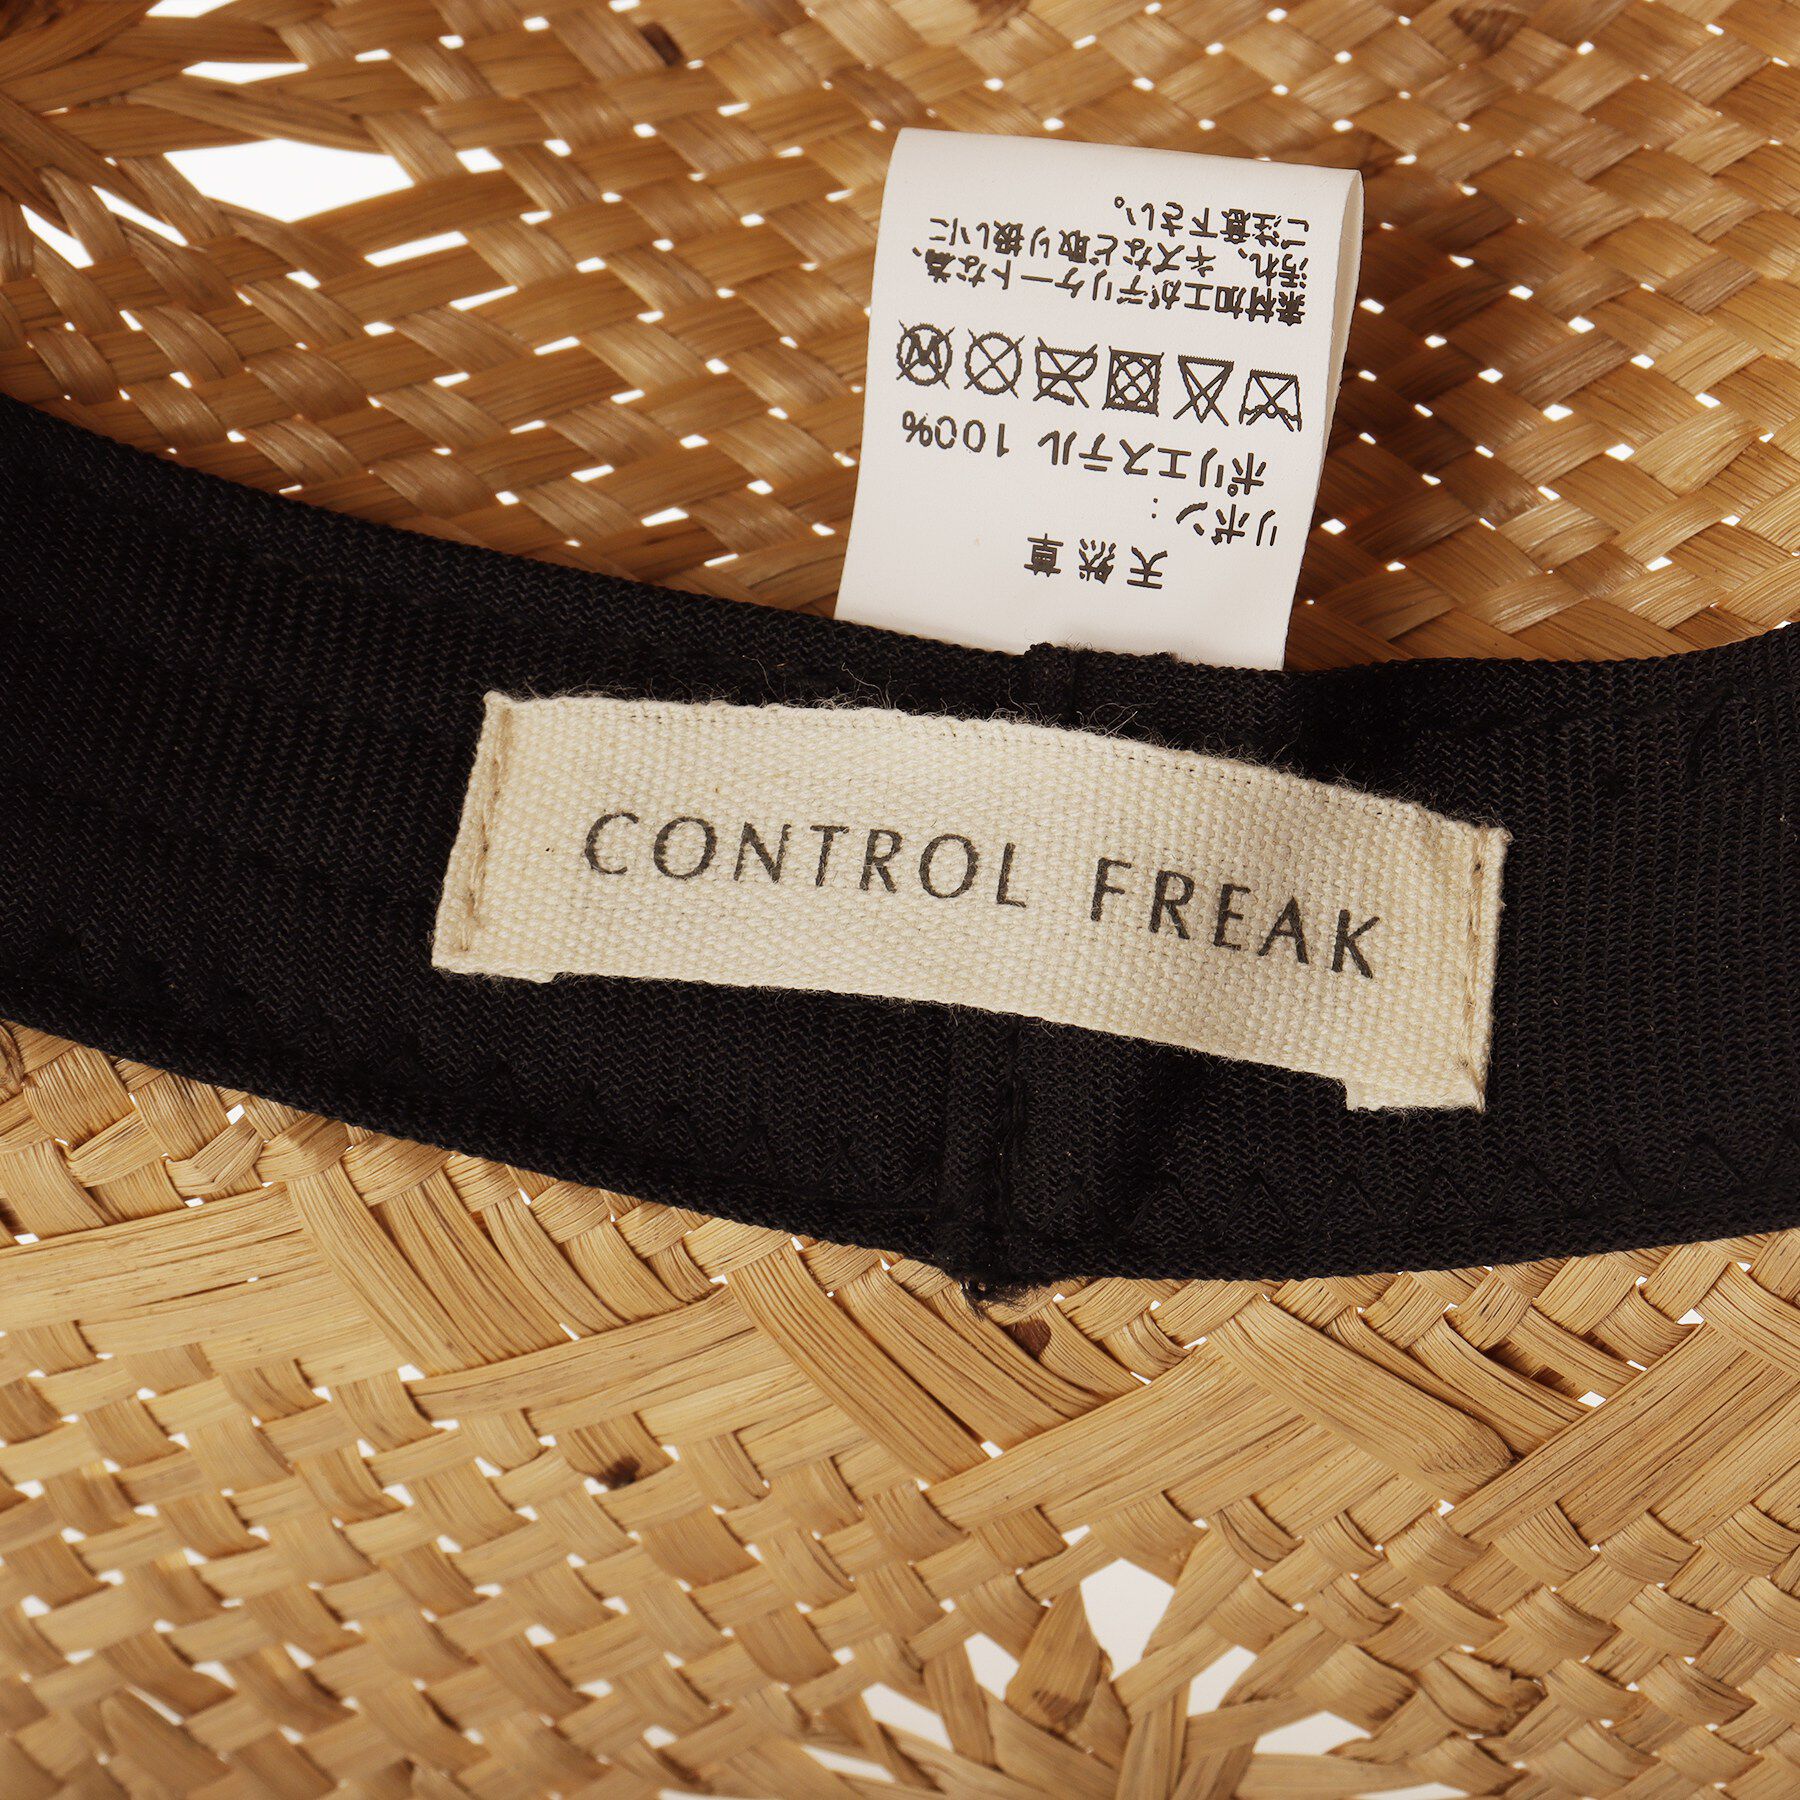 天然草
リボン：
ポリエステル 100%
素材加工がデリケートな為、
汚れ、キズなど取り扱いに
ご注意下さい。
CONTROL FREAK